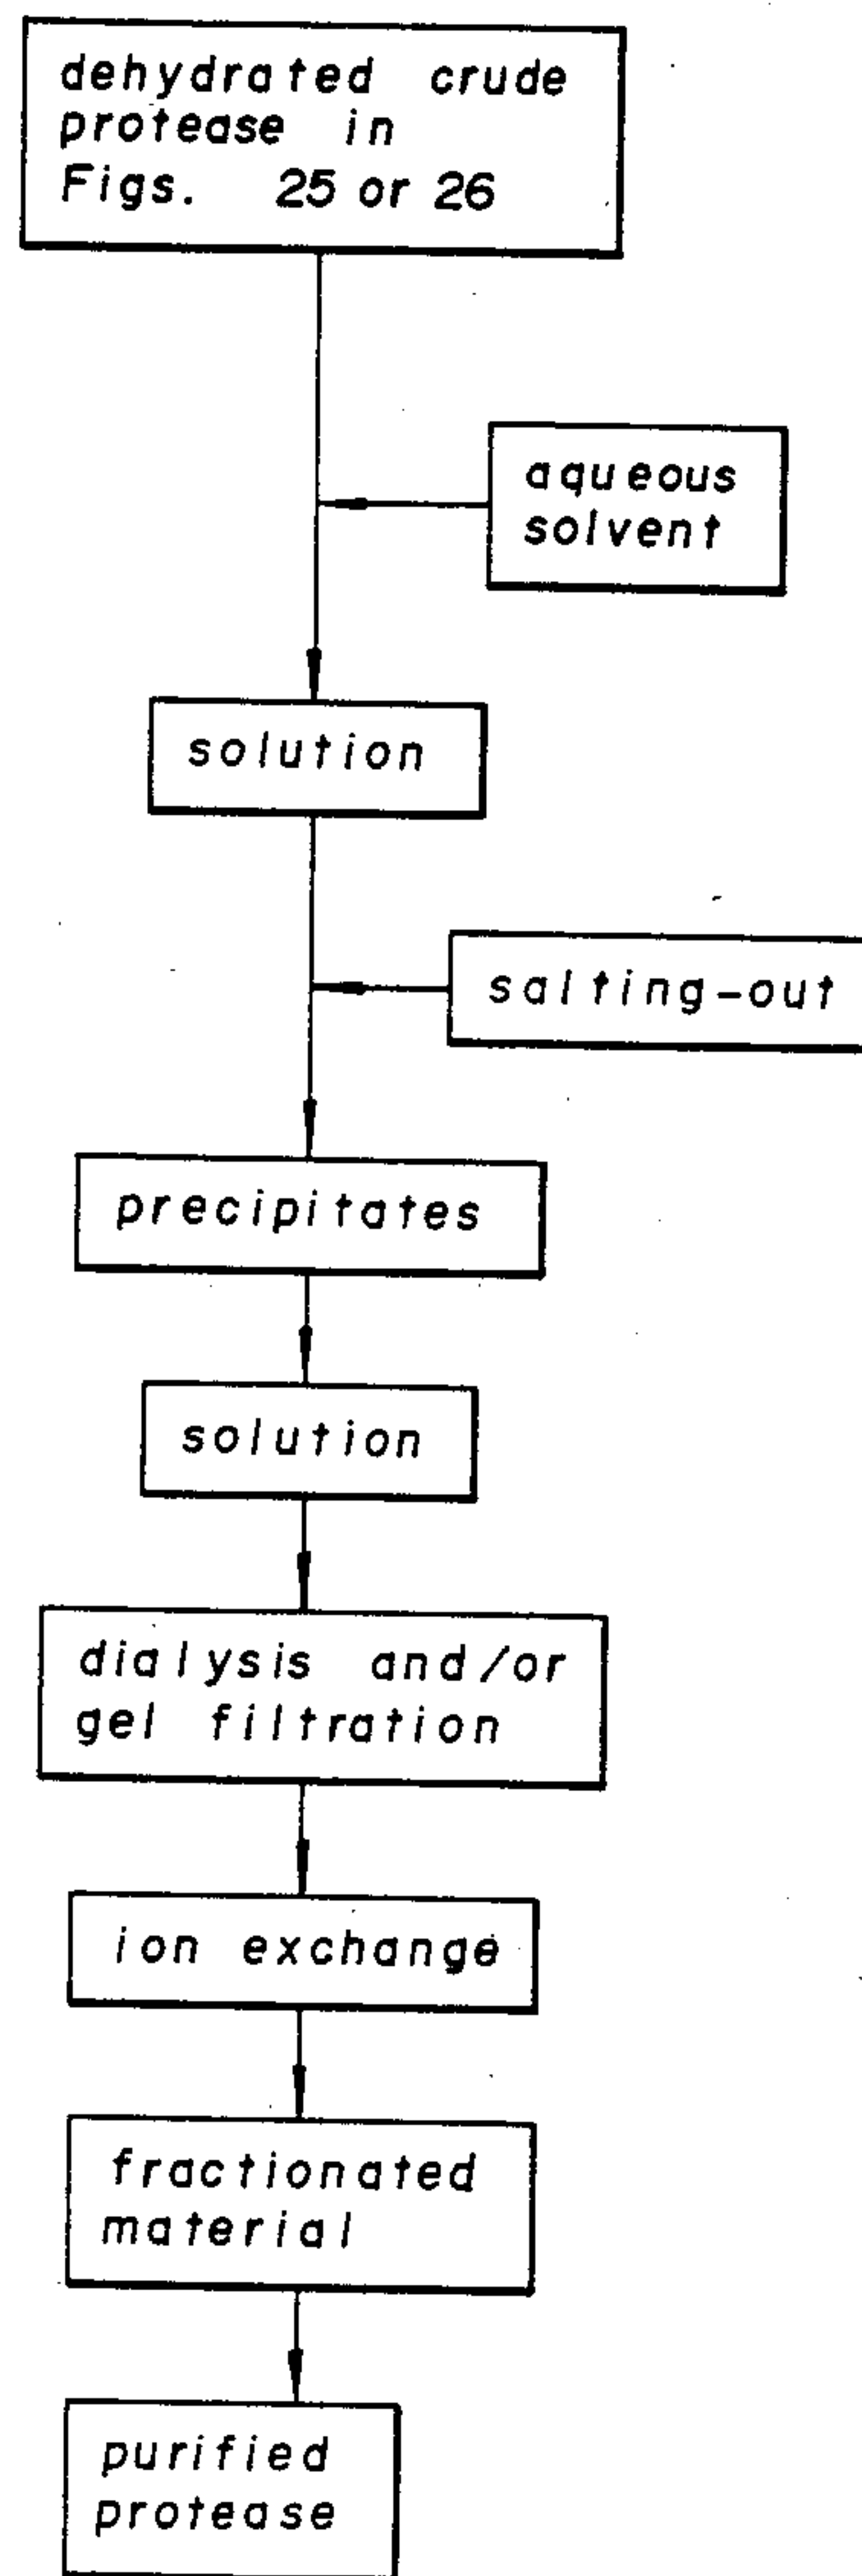 dehydrated crude
protease in
Figs. 25 or 26
aqueous
solvent
solution
salting-out
precipitates
solution
dialysis and/or
gel filtration
ion exchange
fractionated
material
purified
protease